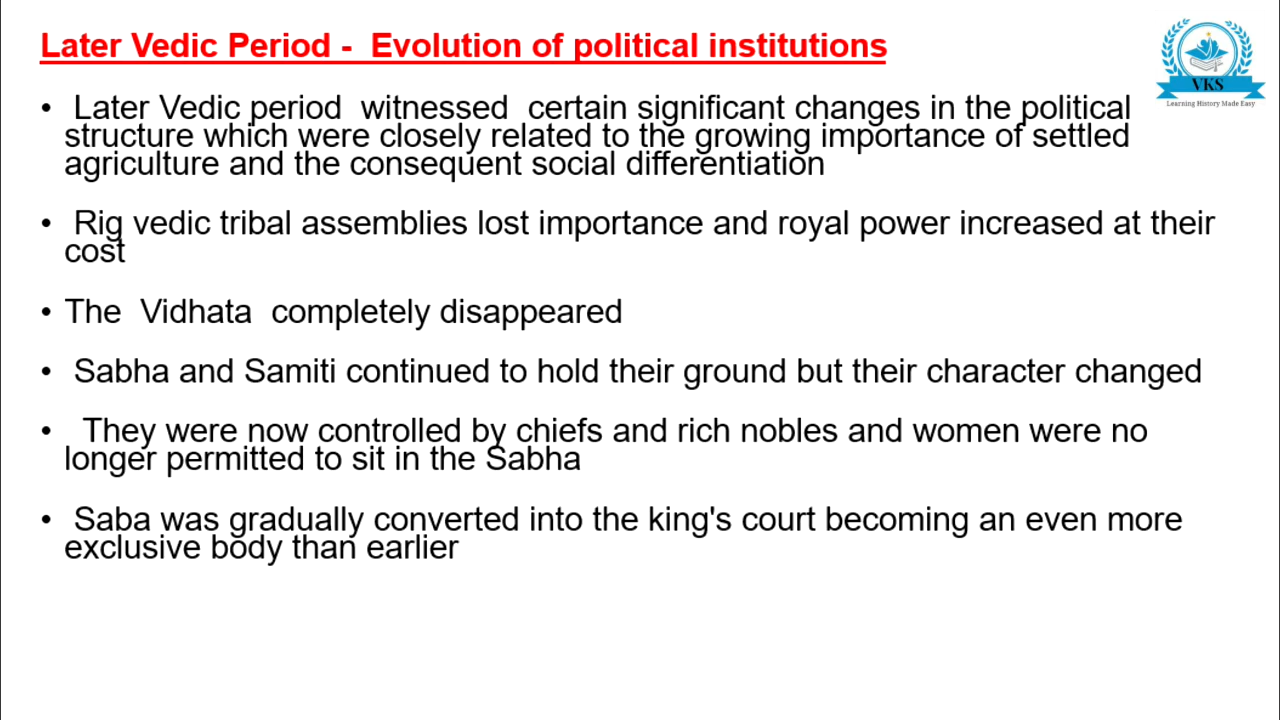 Later Vedic Period - Evolution of political institutions
VKS
Learning History Made Easy
• Later Vedic period witnessed certain significant changes in the political
structure which were closely related to the growing importance of settled
agriculture and the consequent social differentiation
• Rig vedic tribal assemblies lost importance and royal power increased at their
cost
• The Vidhata completely disappeared
• Sabha and Samiti continued to hold their ground but their character changed
• They were now controlled by chiefs and rich nobles and women were no
longer permitted to sit in the Sabha
• Saba was gradually converted into the king's court becoming an even more
exclusive body than earlier